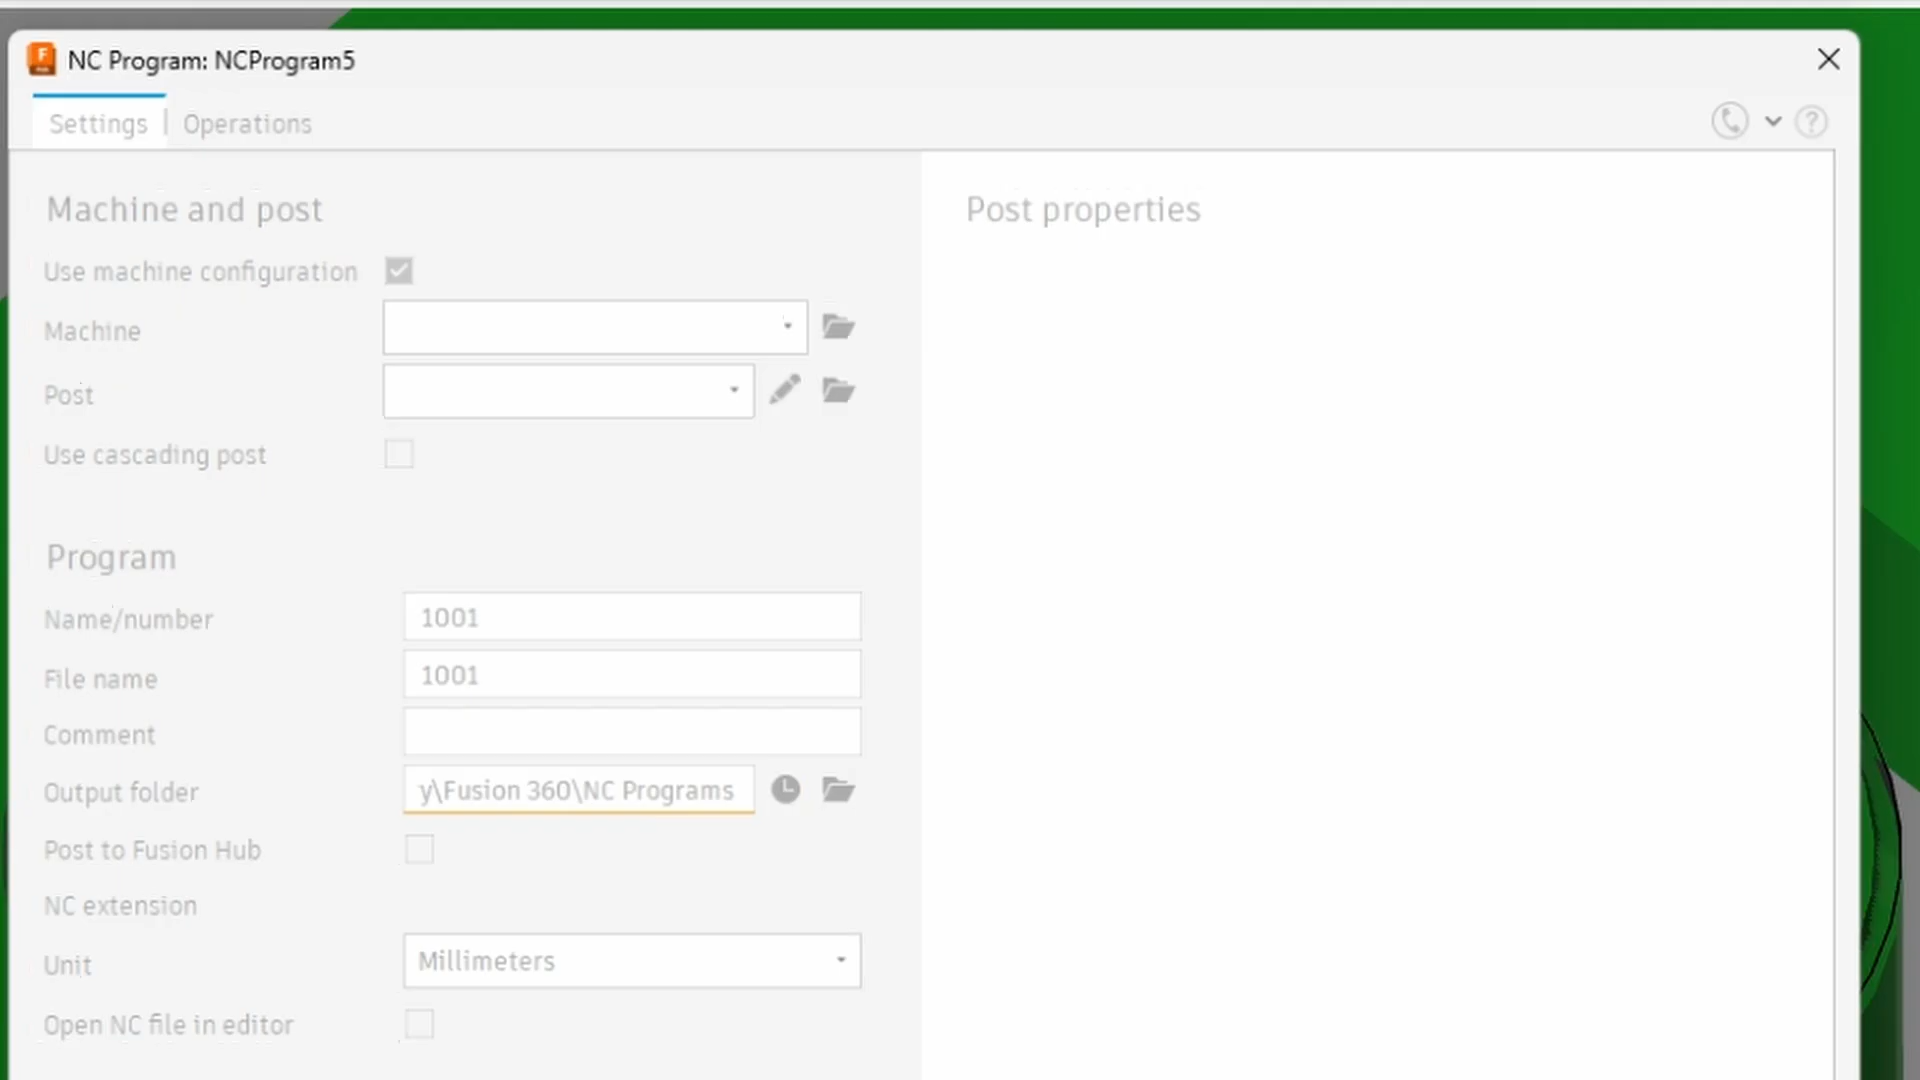 NC Program: NCProgram5
Settings | Operations
Machine and post
Post properties
Use machine configuration
Machine
Post
Use cascading post
Program
Name/number 1001
File name 1001
Comment
Output folder y\Fusion 360\NC Programs
Post to Fusion Hub
NC extension
Unit Millimeters
Open NC file in editor